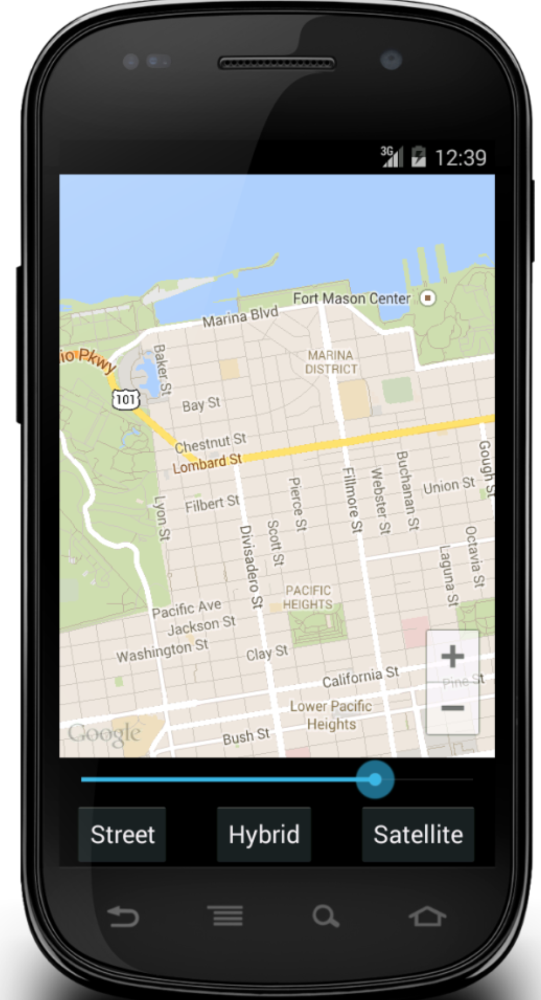 3G 12:39
Fort Mason Center
Marina Blvd
io Pkwy
Baker St
MARINA
DISTRICT
101
Bay St
Chestnut St
Lombard St
Gough St
Buchanan St
Fillmore St
Webster St
Union St
Pierce St
Filbert St
Lyon St
Scott St
Divisadero St
Octavia St
Laguna St
PACIFIC
HEIGHTS
Pacific Ave
Jackson St
Washington St
Clay St
+
California St
Pine St
−
Lower Pacific
Heights
Google
Bush St
Street Hybrid Satellite